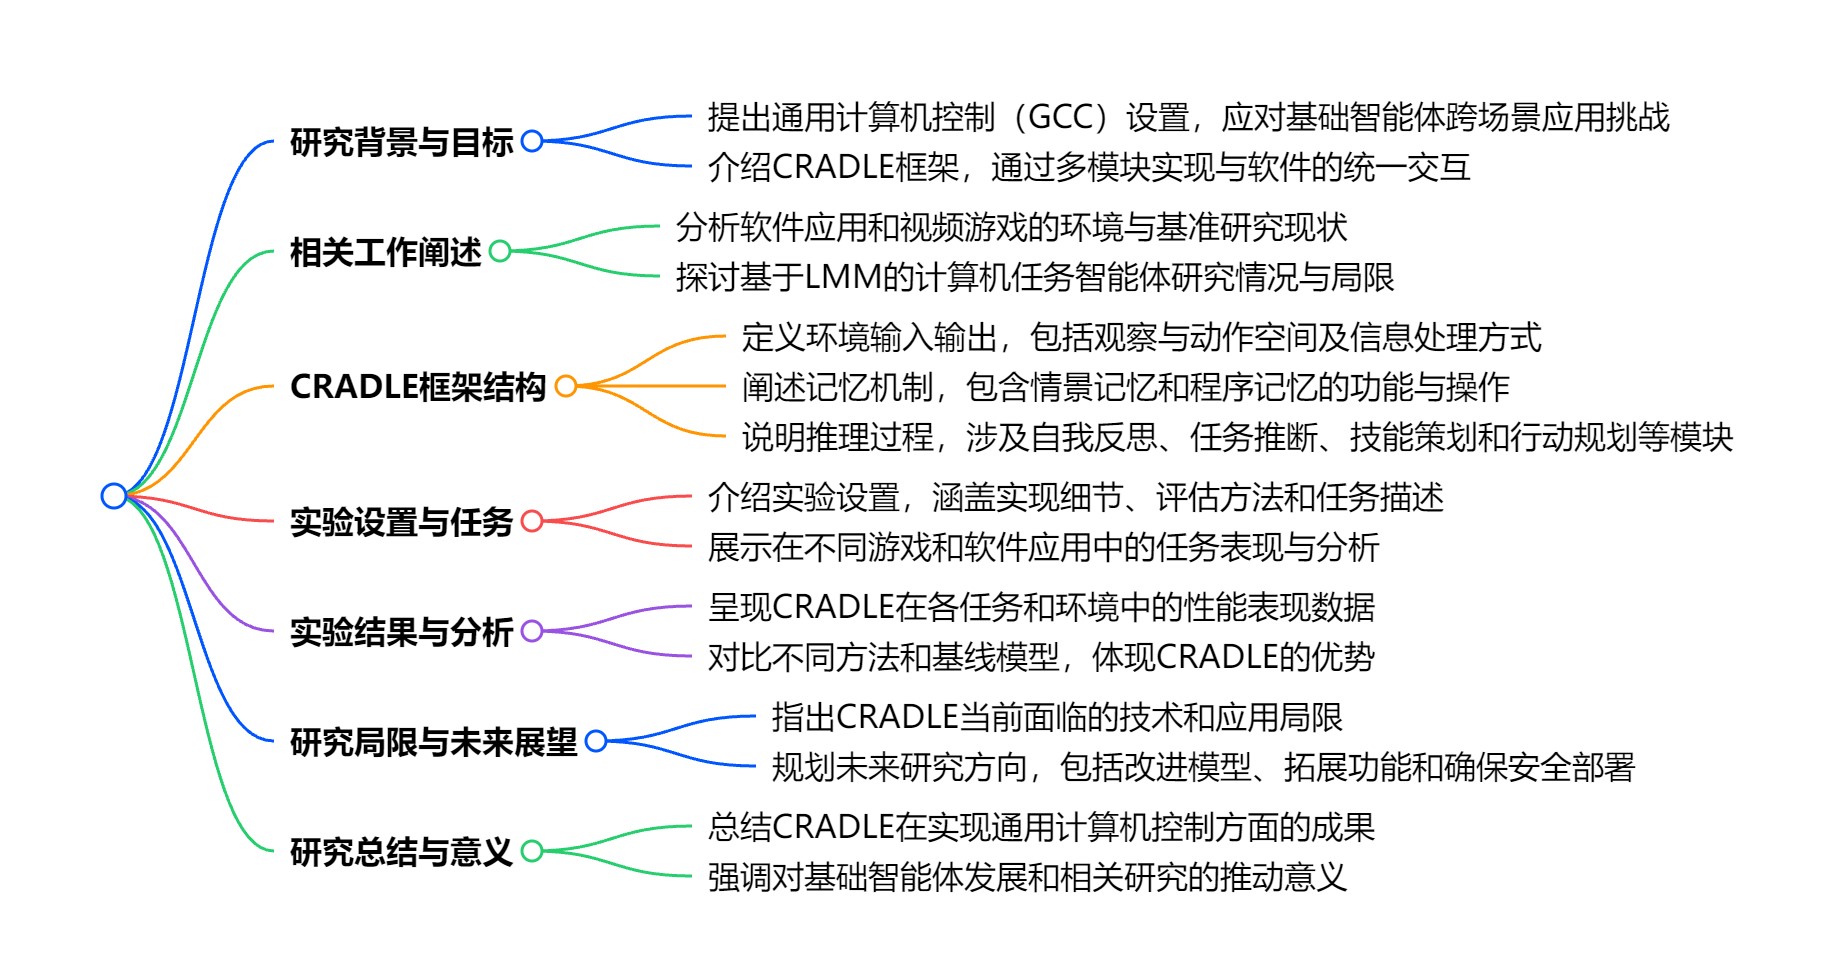 研究背景与目标
提出通用计算机控制（GCC）设置，应对基础智能体跨场景应用挑战
介绍CRADLE框架，通过多模块实现与软件的统一交互
相关工作阐述
分析软件应用和视频游戏的环境与基准研究现状
探讨基于LMM的计算机任务智能体研究情况与局限
CRADLE框架结构
定义环境输入输出，包括观察与动作空间及信息处理方式
阐述记忆机制，包含情景记忆和程序记忆的功能与操作
说明推理过程，涉及自我反思、任务推断、技能策划和行动规划等模块
实验设置与任务
介绍实验设置，涵盖实现细节、评估方法和任务描述
展示在不同游戏和软件应用中的任务表现与分析
实验结果与分析
呈现CRADLE在各任务和环境中的性能表现数据
对比不同方法和基线模型，体现CRADLE的优势
研究局限与未来展望
指出CRADLE当前面临的技术和应用局限
规划未来研究方向，包括改进模型、拓展功能和确保安全部署
研究总结与意义
总结CRADLE在实现通用计算机控制方面的成果
强调对基础智能体发展和相关研究的推动意义